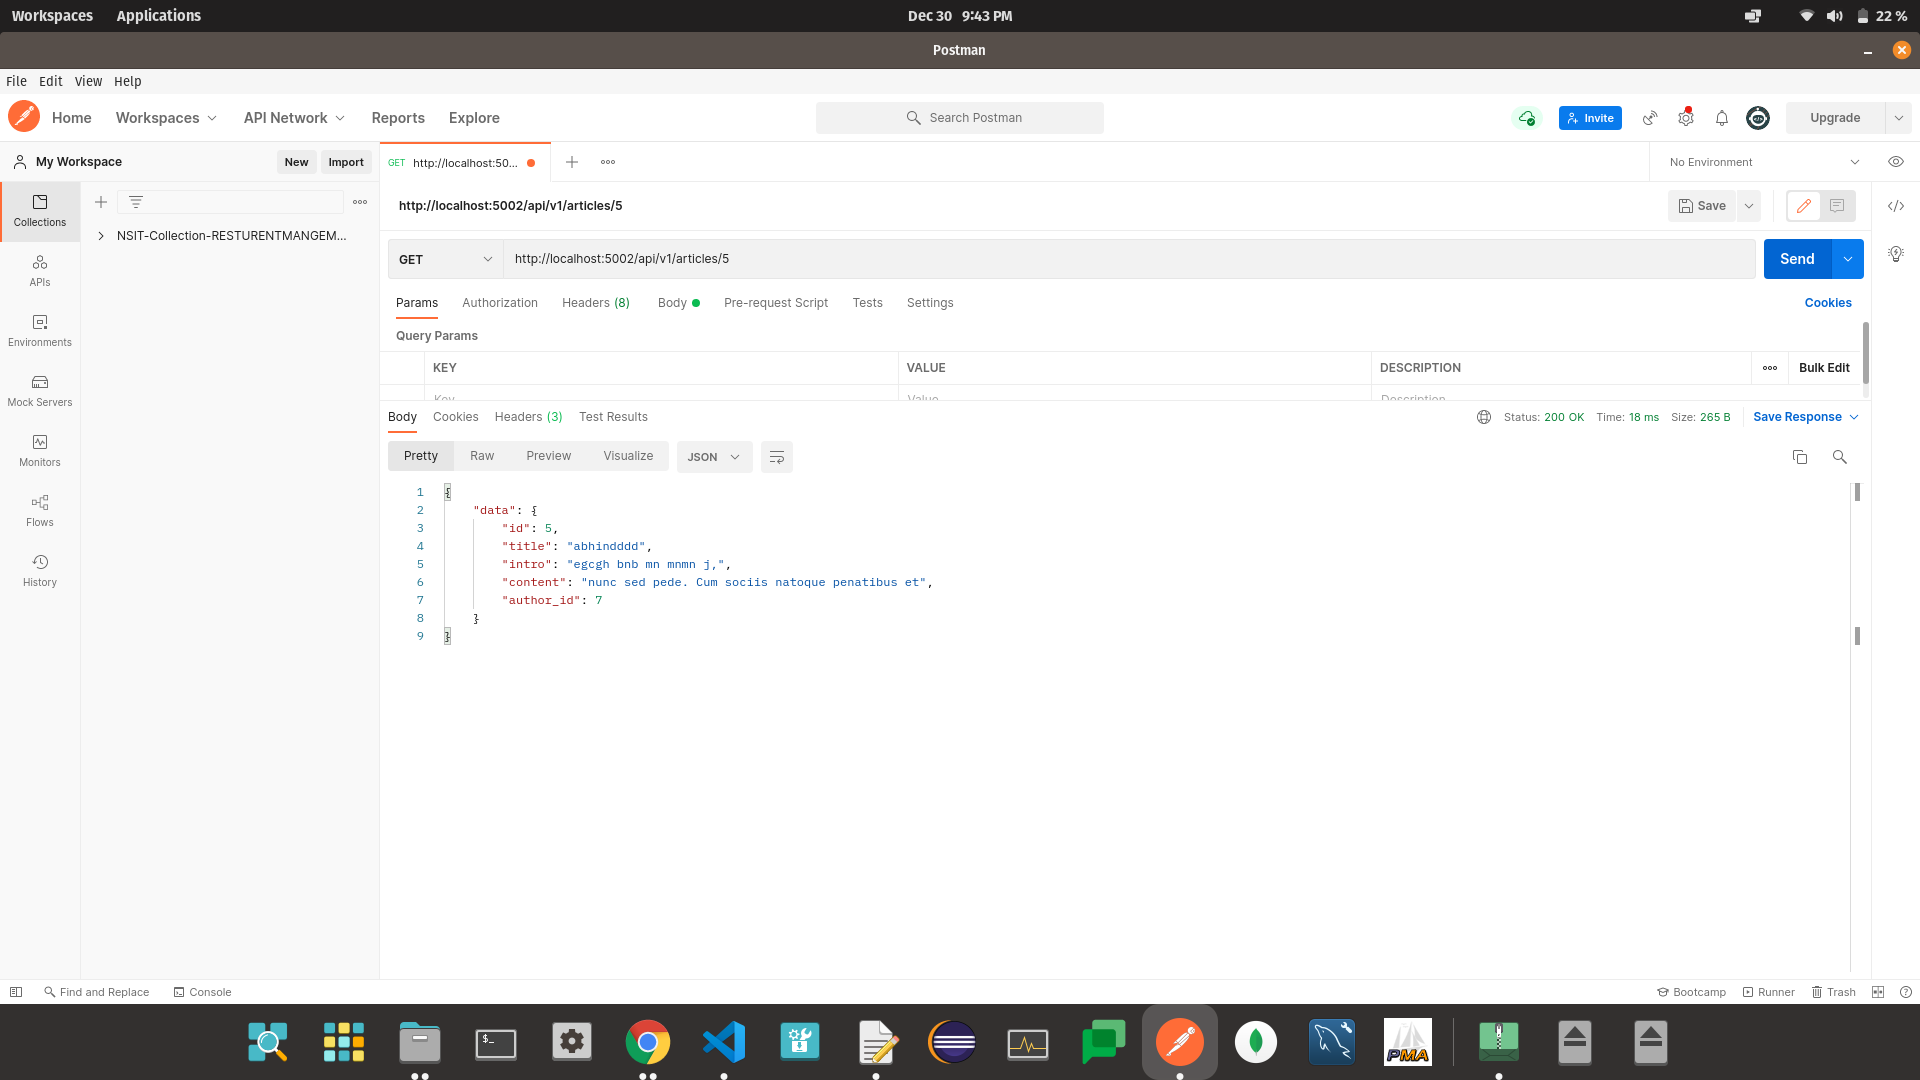 Workspaces Applications Dec 30 9:43 PM 22 %
Postman
File Edit View Help
Home Workspaces API Network Reports Explore Search Postman Invite Upgrade
My Workspace New Import GET http://localhost:50... No Environment
http://localhost:5002/api/v1/articles/5 Save
Collections
NSIT-Collection-RESTURENTMANGEM...
GET http://localhost:5002/api/v1/articles/5 Send
APIs
Params Authorization Headers (8) Body Pre-request Script Tests Settings Cookies
Environments
Query Params
KEY VALUE DESCRIPTION Bulk Edit
Key Value Description
Mock Servers
Body Cookies Headers (3) Test Results Status: 200 OK Time: 18 ms Size: 265 B Save Response
Monitors
Pretty Raw Preview Visualize JSON
Flows
History
1 {
2 "data": {
3 "id": 5,
4 "title": "abhindddd",
5 "intro": "egcgh bnb mn mnmn j,",
6 "content": "nunc sed pede. Cum sociis natoque penatibus et",
7 "author_id": 7
8 }
9 }
Find and Replace Console Bootcamp Runner Trash
$_
PMA